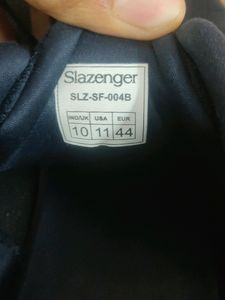 Slazenger
SLZ-SF-004B
IND/UK USA EUR
10 11 44